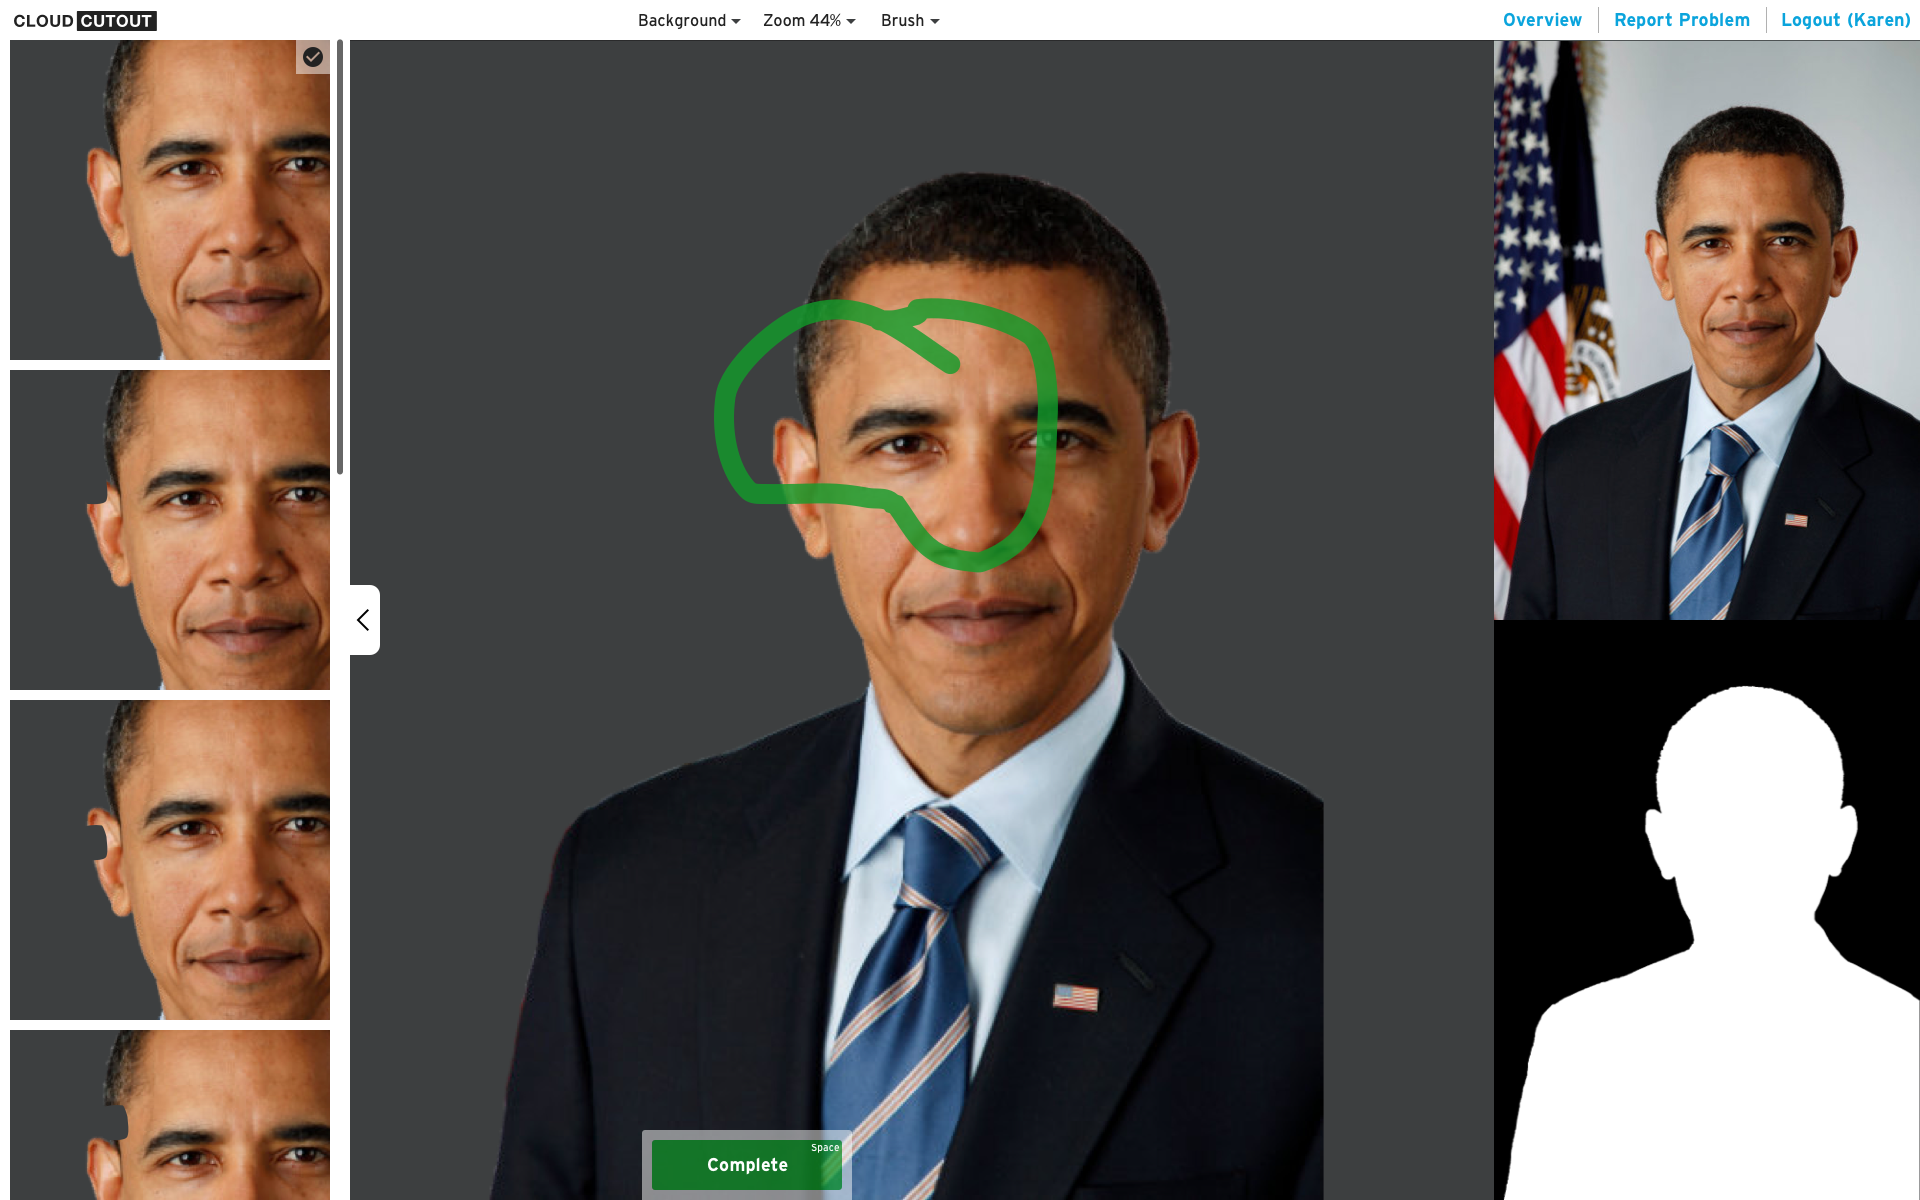 CLOUD CUTOUT
Background Zoom 44% Brush
Overview Report Problem Logout (Karen)
Space
Complete